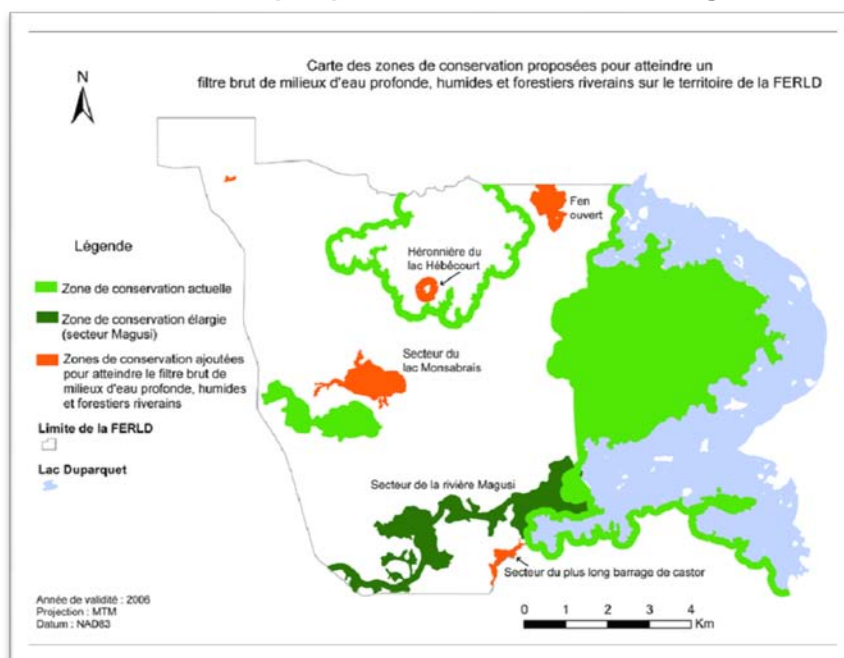 Carte des zones de conservation proposées pour atteindre un
filtre brut de milieux d'eau profonde, humides et forestiers riverains sur le territoire de la FERLD
N
Fen
ouvert
Légende
Héronnière du
lac Hébécourt
Zone de conservation actuelle
Zone de conservation élargie
(secteur Magusi)
Zones de conservation ajoutées
pour atteindre le filtre brut de
milieux d'eau profonde, humides
et forestiers riverains
Secteur du
lac Monsabrais
Limite de la FERLD
Lac Duparquet
Secteur de la rivière Magusi
Secteur du plus long barrage de castor
Année de validité : 2006
Projection : MTM
Datum : NAD83
0 1 2 3 4
Km